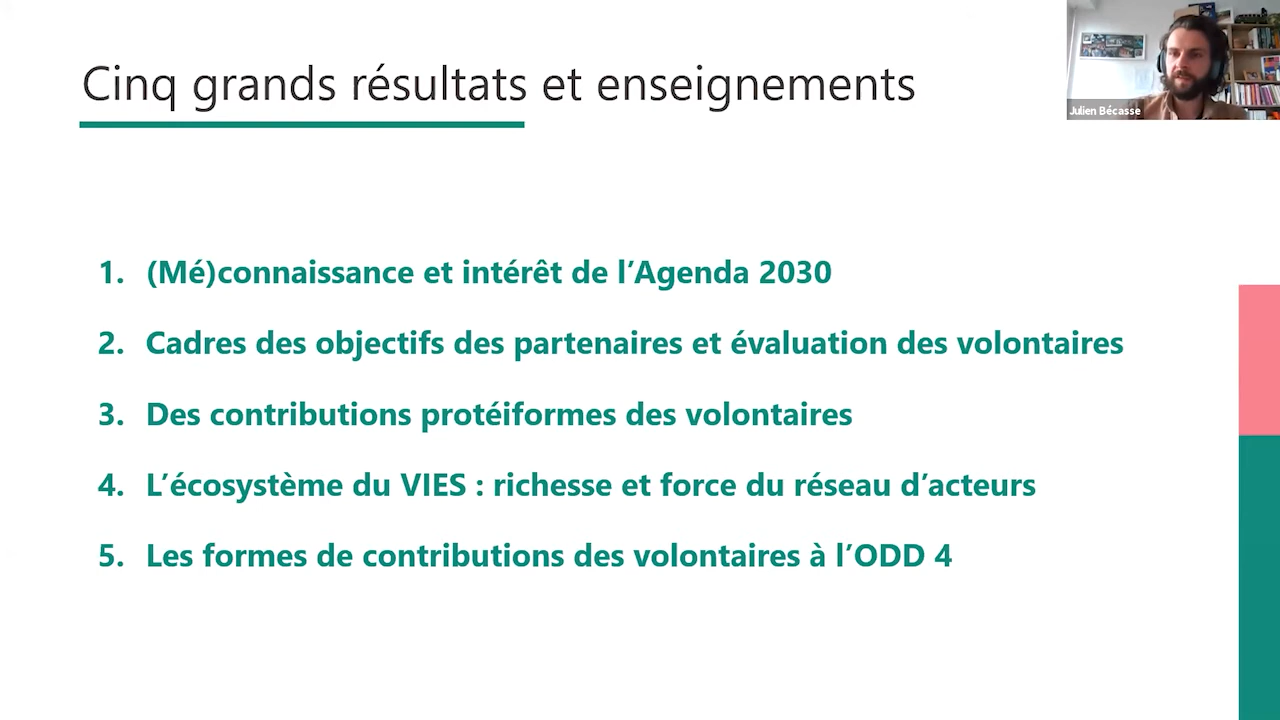 Cinq grands résultats et enseignements
Julien Bécasse
1. (Mé)connaissance et intérêt de l’Agenda 2030
2. Cadres des objectifs des partenaires et évaluation des volontaires
3. Des contributions protéiformes des volontaires
4. L’écosystème du VIES : richesse et force du réseau d’acteurs
5. Les formes de contributions des volontaires à l’ODD 4